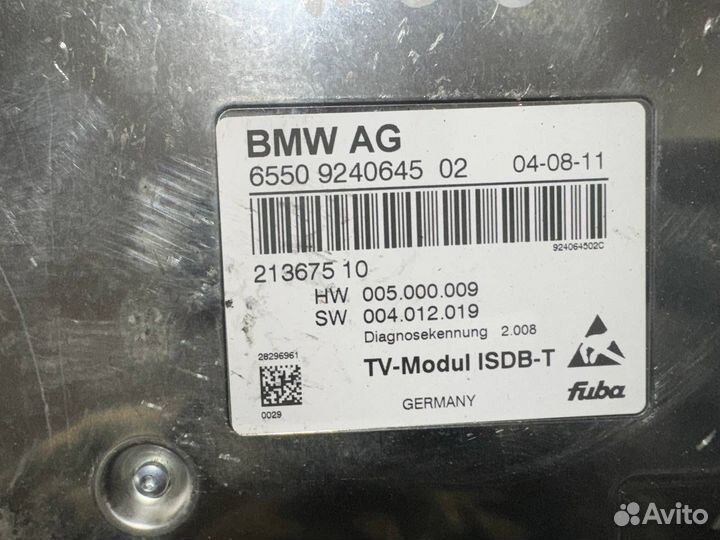 BMW AG
6550 9240645 02 04-08-11
924064502C
213675 10
HW 005.000.009
SW 004.012.019
Diagnosekennung 2.008
28296961
TV-Modul ISDB-T
0029
GERMANY
fuba
Avito